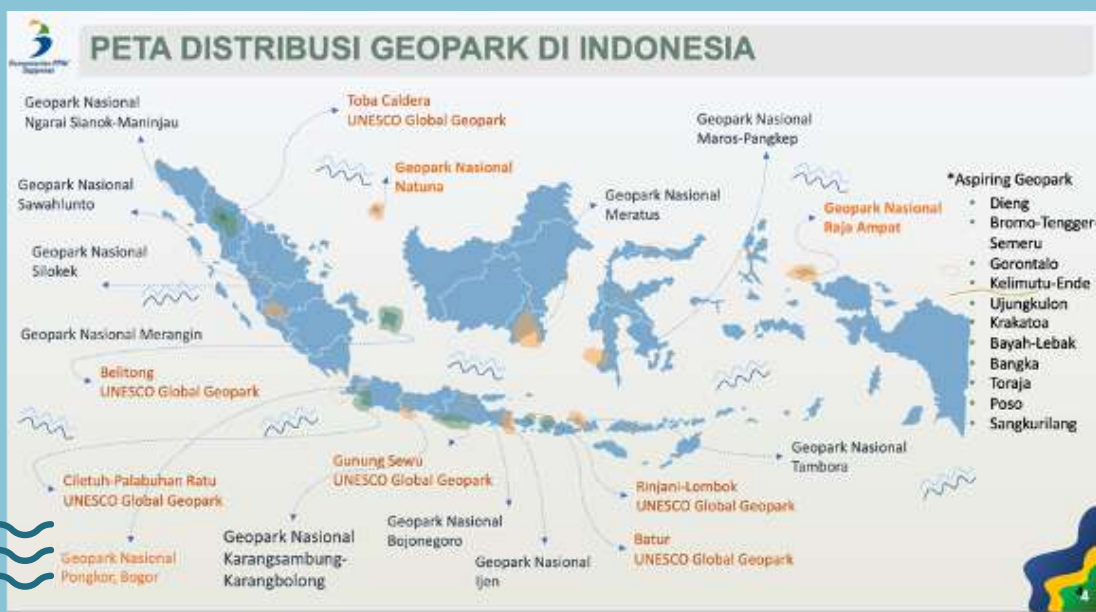 PETA DISTRIBUSI GEOPARK DI INDONESIA
Geopark Nasional
Ngarai Sianok-Maninjau
Toba Caldera
UNESCO Global Geopark
Geopark Nasional
Maros-Pangkep
Geopark Nasional
Natuna
Geopark Nasional
Sawahlunto
Geopark Nasional
Meratus
Geopark Nasional
Raja Ampat
Geopark Nasional
Silokek
Geopark Nasional Merangin
Belitong
UNESCO Global Geopark
*Aspiring Geopark
• Dieng
• Bromo-Tengger-
Semeru
• Gorontalo
• Kelimutu-Ende
• Ujungkulon
• Krakatoa
• Bayah-Lebak
• Bangka
• Toraja
• Poso
• Sangkurilang
Geopark Nasional
Tambora
Ciletuh-Palabuhan Ratu
UNESCO Global Geopark
Gunung Sewu
UNESCO Global Geopark
Rinjani-Lombok
UNESCO Global Geopark
Geopark Nasional
Pongkor, Bogor
Geopark Nasional
Karangsambung-
Karangbolong
Geopark Nasional
Bojonegoro
Geopark Nasional
Ijen
Batur
UNESCO Global Geopark
4